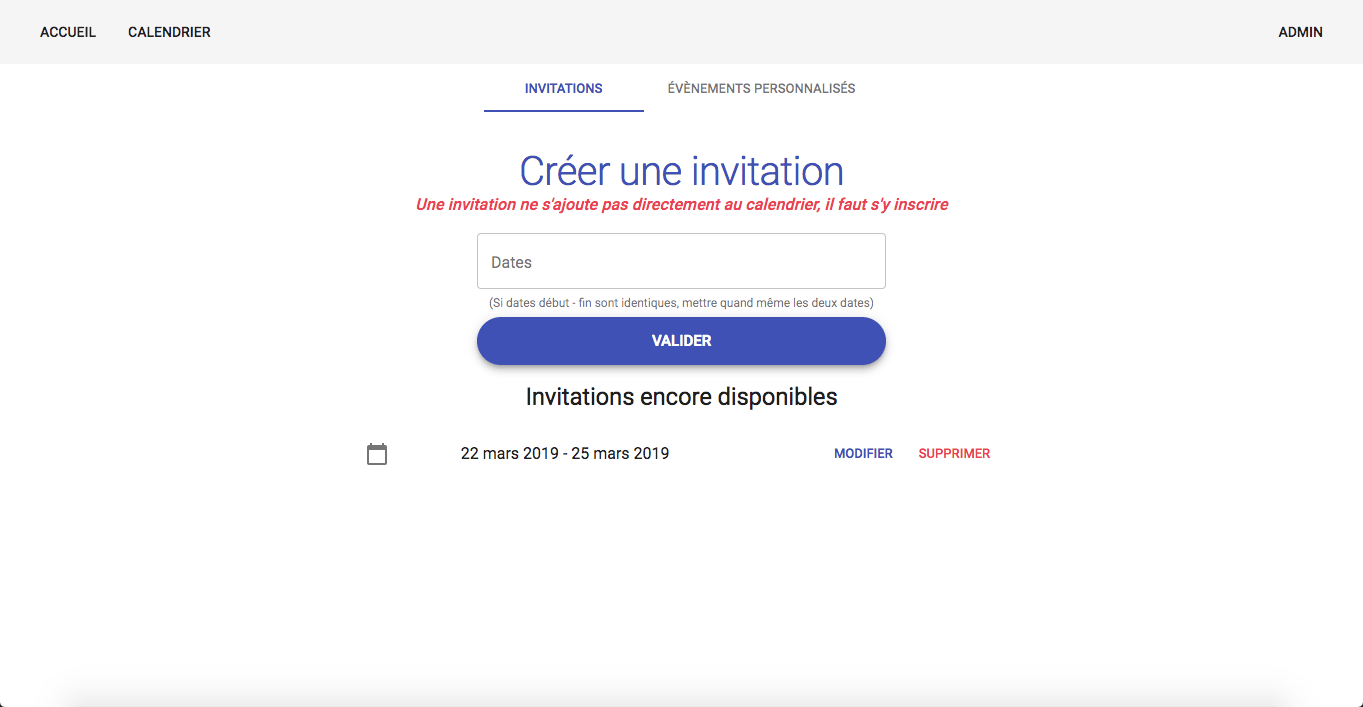 ACCUEIL CALENDRIER ADMIN
INVITATIONS ÉVÈNEMENTS PERSONNALISÉS
Créer une invitation
Une invitation ne s'ajoute pas directement au calendrier, il faut s'y inscrire
Dates
(Si dates début - fin sont identiques, mettre quand même les deux dates)
VALIDER
Invitations encore disponibles
22 mars 2019 - 25 mars 2019 MODIFIER SUPPRIMER